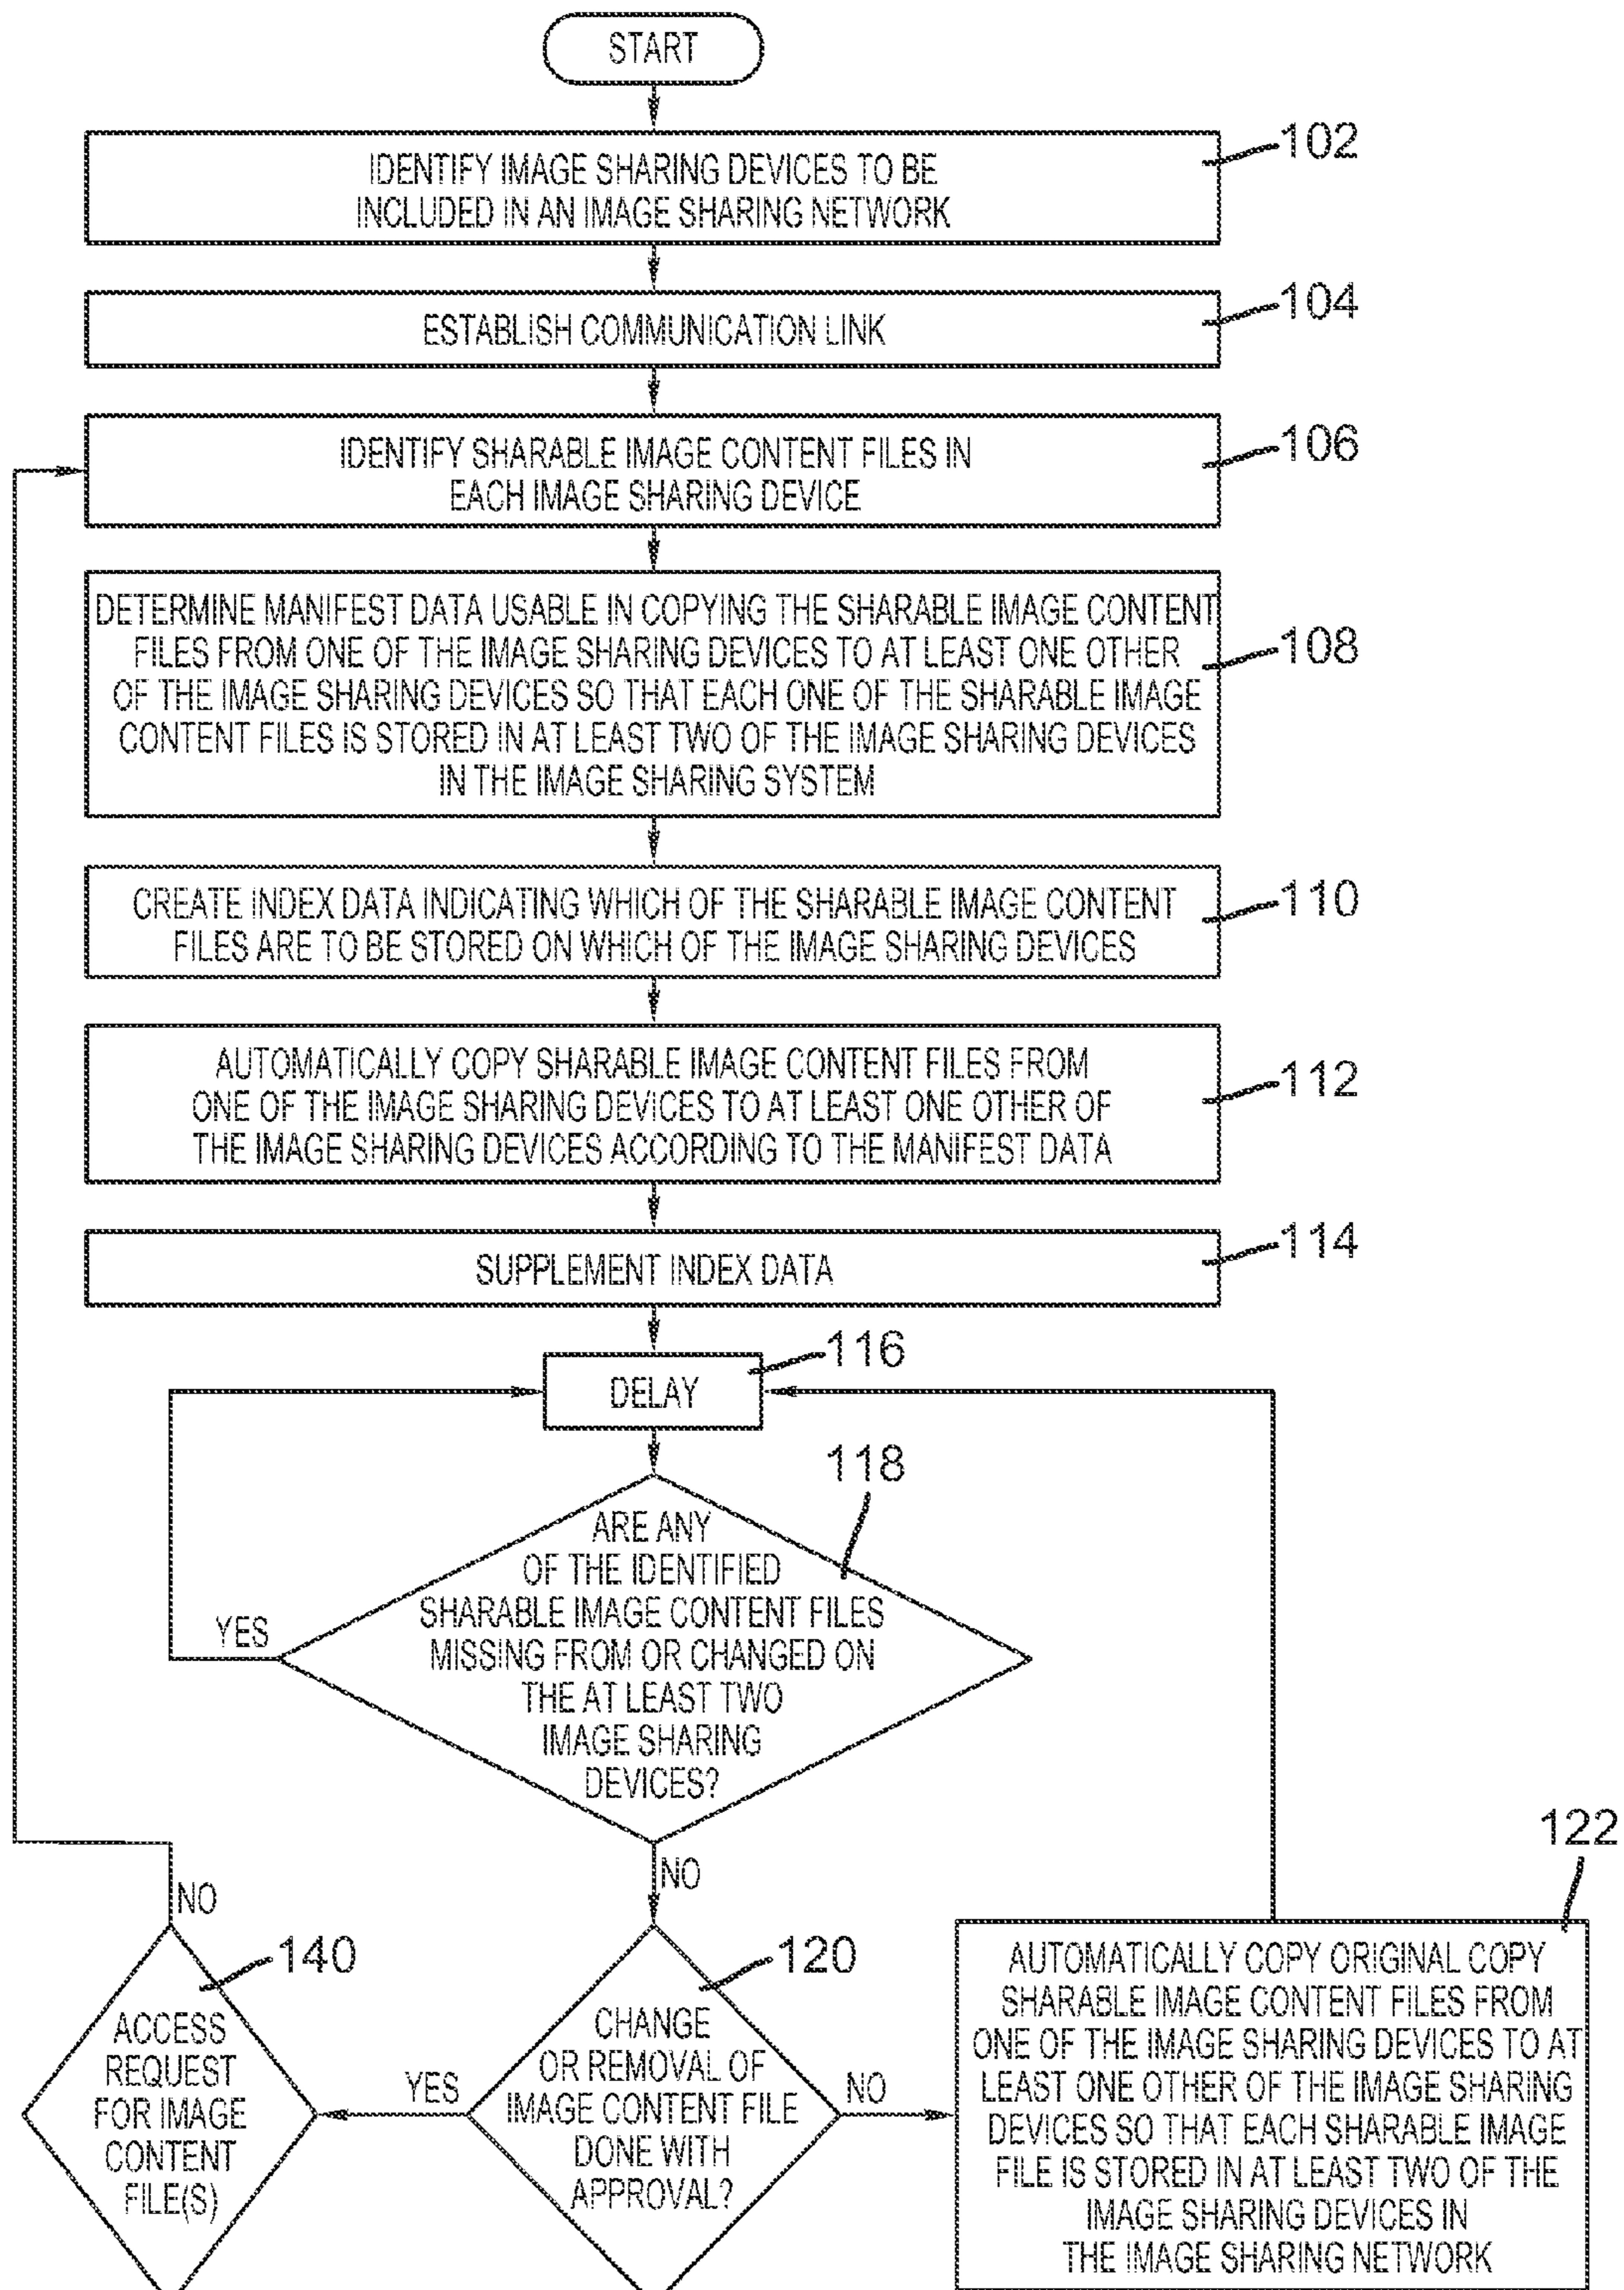 START
IDENTIFY IMAGE SHARING DEVICES TO BE
INCLUDED IN AN IMAGE SHARING NETWORK
102
ESTABLISH COMMUNICATION LINK
104
IDENTIFY SHARABLE IMAGE CONTENT FILES IN
EACH IMAGE SHARING DEVICE
106
DETERMINE MANIFEST DATA USABLE IN COPYING THE SHARABLE IMAGE CONTENT
FILES FROM ONE OF THE IMAGE SHARING DEVICES TO AT LEAST ONE OTHER
OF THE IMAGE SHARING DEVICES SO THAT EACH ONE OF THE SHARABLE IMAGE
CONTENT FILES IS STORED IN AT LEAST TWO OF THE IMAGE SHARING DEVICES
IN THE IMAGE SHARING SYSTEM
108
CREATE INDEX DATA INDICATING WHICH OF THE SHARABLE IMAGE CONTENT
FILES ARE TO BE STORED ON WHICH OF THE IMAGE SHARING DEVICES
110
AUTOMATICALLY COPY SHARABLE IMAGE CONTENT FILES FROM
ONE OF THE IMAGE SHARING DEVICES TO AT LEAST ONE OTHER OF
THE IMAGE SHARING DEVICES ACCORDING TO THE MANIFEST DATA
112
SUPPLEMENT INDEX DATA
114
DELAY
116
ARE ANY
OF THE IDENTIFIED
SHARABLE IMAGE CONTENT FILES
MISSING FROM OR CHANGED ON
THE AT LEAST TWO
IMAGE SHARING
DEVICES?
118
YES
NO
CHANGE
OR REMOVAL OF
IMAGE CONTENT FILE
DONE WITH
APPROVAL?
120
YES
NO
ACCESS
REQUEST
FOR IMAGE
CONTENT
FILE(S)
140
NO
AUTOMATICALLY COPY ORIGINAL COPY
SHARABLE IMAGE CONTENT FILES FROM
ONE OF THE IMAGE SHARING DEVICES TO AT
LEAST ONE OTHER OF THE IMAGE SHARING
DEVICES SO THAT EACH SHARABLE IMAGE
FILE IS STORED IN AT LEAST TWO OF THE
IMAGE SHARING DEVICES IN
THE IMAGE SHARING NETWORK
122